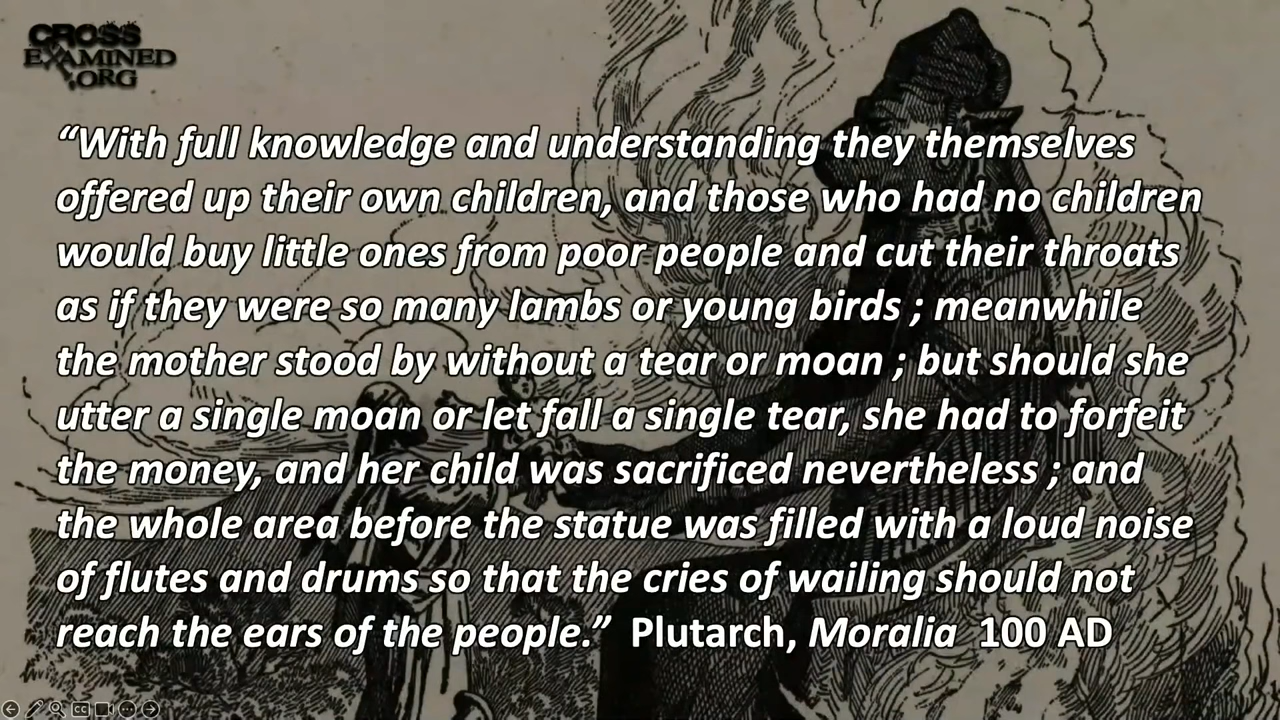 CROSS
EXAMINED
.ORG
“With full knowledge and understanding they themselves
offered up their own children, and those who had no children
would buy little ones from poor people and cut their throats
as if they were so many lambs or young birds ; meanwhile
the mother stood by without a tear or moan ; but should she
utter a single moan or let fall a single tear, she had to forfeit
the money, and her child was sacrificed nevertheless ; and
the whole area before the statue was filled with a loud noise
of flutes and drums so that the cries of wailing should not
reach the ears of the people.” Plutarch, Moralia 100 AD
CC